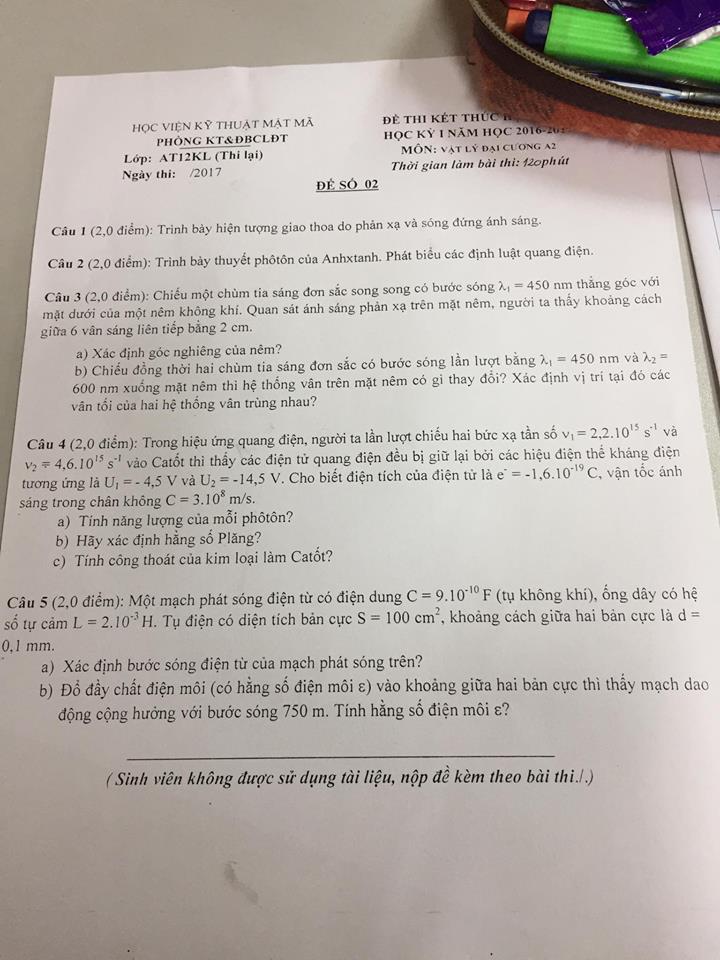 HỌC VIỆN KỸ THUẬT MẬT MÃ
PHÒNG KT&ĐBCLĐT
Lớp: AT12KL (Thi lại)
Ngày thi: /2017
ĐỀ THI KẾT THÚC
HỌC KỲ I NĂM HỌC 2016-20
MÔN: VẬT LÝ ĐẠI CƯƠNG A2
Thời gian làm bài thi: 120phút
ĐỀ SỐ 02
Câu 1 (2,0 điểm): Trình bày hiện tượng giao thoa do phản xạ và sóng đứng ánh sáng.
Câu 2 (2,0 điểm): Trình bày thuyết phôtôn của Anhxtanh. Phát biểu các định luật quang điện.
Câu 3 (2,0 điểm): Chiếu một chùm tia sáng đơn sắc song song có bước sóng λ₁ = 450 nm thẳng góc với
mặt dưới của một nêm không khí. Quan sát ánh sáng phản xạ trên mặt nêm, người ta thấy khoảng cách
giữa 6 vân sáng liên tiếp bằng 2 cm.
a) Xác định góc nghiêng của nêm?
b) Chiếu đồng thời hai chùm tia sáng đơn sắc có bước sóng lần lượt bằng λ₁ = 450 nm và λ₂ =
600 nm xuống mặt nêm thì hệ thống vân trên mặt nêm có gì thay đổi? Xác định vị trí tại đó các
vân tối của hai hệ thống vân trùng nhau?
Câu 4 (2,0 điểm): Trong hiệu ứng quang điện, người ta lần lượt chiếu hai bức xạ tần số ν₁ = 2,2.10¹⁵ s⁻¹ và
ν₂ = 4,6.10¹⁵ s⁻¹ vào Catốt thì thấy các điện tử quang điện đều bị giữ lại bởi các hiệu điện thế kháng điện
tương ứng là U₁ = - 4,5 V và U₂ = -14,5 V. Cho biết điện tích của điện tử là e⁻ = -1,6.10⁻¹⁹ C, vận tốc ánh
sáng trong chân không C = 3.10⁸ m/s.
a) Tính năng lượng của mỗi phôtôn?
b) Hãy xác định hằng số Plăng?
c) Tính công thoát của kim loại làm Catốt?
Câu 5 (2,0 điểm): Một mạch phát sóng điện từ có điện dung C = 9.10⁻¹⁰ F (tụ không khí), ống dây có hệ
số tự cảm L = 2.10⁻³ H. Tụ điện có diện tích bản cực S = 100 cm², khoảng cách giữa hai bản cực là d =
0,1 mm.
a) Xác định bước sóng điện từ của mạch phát sóng trên?
b) Đổ đầy chất điện môi (có hằng số điện môi ε) vào khoảng giữa hai bản cực thì thấy mạch dao
động cộng hưởng với bước sóng 750 m. Tính hằng số điện môi ε?
( Sinh viên không được sử dụng tài liệu, nộp đề kèm theo bài thi./.)